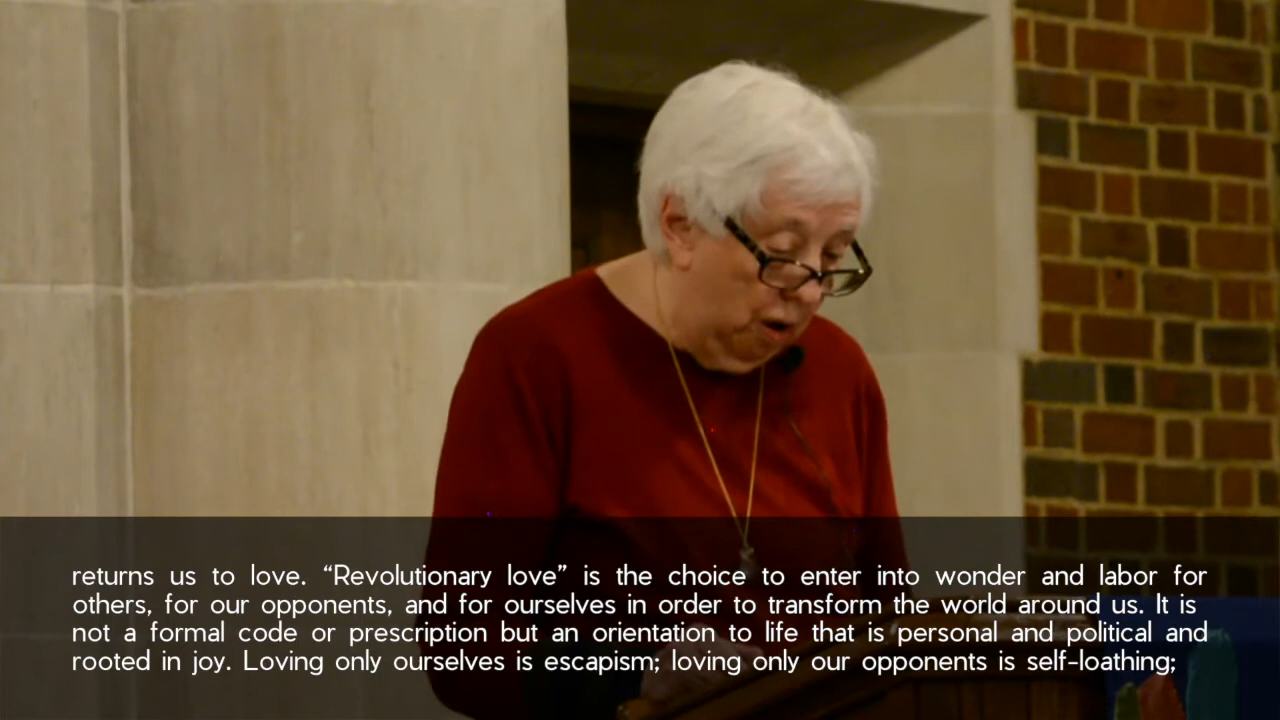 returns us to love. “Revolutionary love” is the choice to enter into wonder and labor for
others, for our opponents, and for ourselves in order to transform the world around us. It is
not a formal code or prescription but an orientation to life that is personal and political and
rooted in joy. Loving only ourselves is escapism; loving only our opponents is self-loathing;